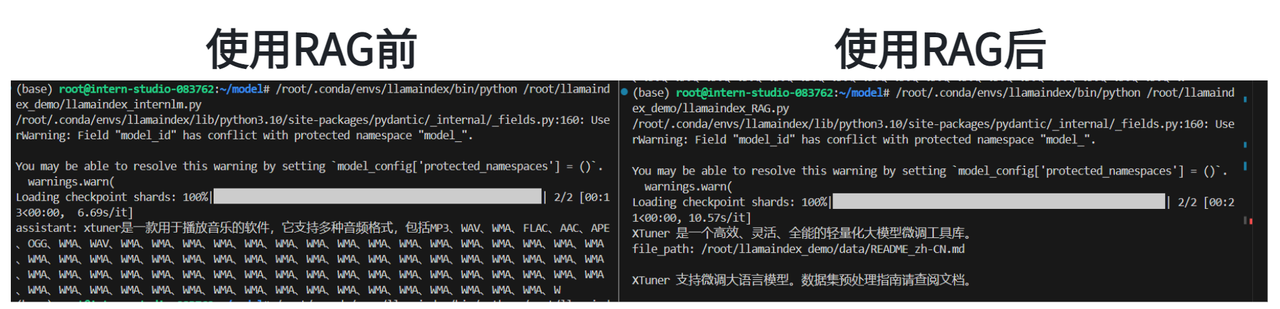 使用RAG前
(base) root@intern-studio-083762:~/model# /root/.conda/envs/llamaindex/bin/python /root/llamaind
ex_demo/llamaindex_internlm.py
/root/.conda/envs/llamaindex/lib/python3.10/site-packages/pydantic/_internal/_fields.py:160: Use
rWarning: Field "model_id" has conflict with protected namespace "model_".
You may be able to resolve this warning by setting `model_config['protected_namespaces'] = ()`.
warnings.warn(
Loading checkpoint shards: 100%| | 2/2 [00:1
3<00:00, 6.69s/it]
assistant: xtuner是一款用于播放音乐的软件，它支持多种音频格式，包括MP3、WAV、WMA、FLAC、AAC、APE
、OGG、WMA、WAV、WMA、WMA、WMA、WMA、WMA、WMA、WMA、WMA、WMA、WMA、WMA、WMA、WMA、WMA、WMA
、WMA、WMA、WMA、WMA、WMA、WMA、WMA、WMA、WMA、WMA、WMA、WMA、WMA、WMA、WMA、WMA、WMA、WMA
、WMA、WMA、WMA、WMA、WMA、WMA、WMA、WMA、WMA、WMA、WMA、WMA、WMA、WMA、WMA、WMA、WMA、WMA
、WMA、WMA、WMA、WMA、WMA、WMA、WMA、WMA、WMA、WMA、WMA、WMA、WMA、WMA、WMA、WMA、W
使用RAG后
(base) root@intern-studio-083762:~/model# /root/.conda/envs/llamaindex/bin/python /root/llamaind
ex_demo/llamaindex_RAG.py
/root/.conda/envs/llamaindex/lib/python3.10/site-packages/pydantic/_internal/_fields.py:160: Use
rWarning: Field "model_id" has conflict with protected namespace "model_".
You may be able to resolve this warning by setting `model_config['protected_namespaces'] = ()`.
warnings.warn(
Loading checkpoint shards: 100%| | 2/2 [00:2
1<00:00, 10.57s/it]
XTuner 是一个高效、灵活、全能的轻量化大模型微调工具库。
file_path: /root/llamaindex_demo/data/README_zh-CN.md
XTuner 支持微调大语言模型。数据集预处理指南请查阅文档。